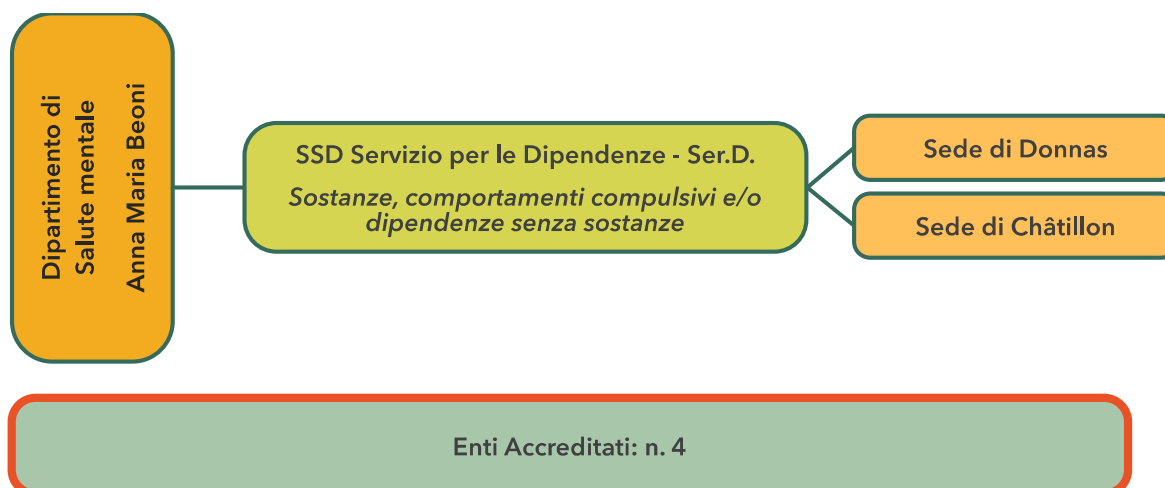 Dipartimento di
Salute mentale
Anna Maria Beoni
SSD Servizio per le Dipendenze - Ser.D.
Sostanze, comportamenti compulsivi e/o
dipendenze senza sostanze
Sede di Donnas
Sede di Châtillon
Enti Accreditati: n. 4